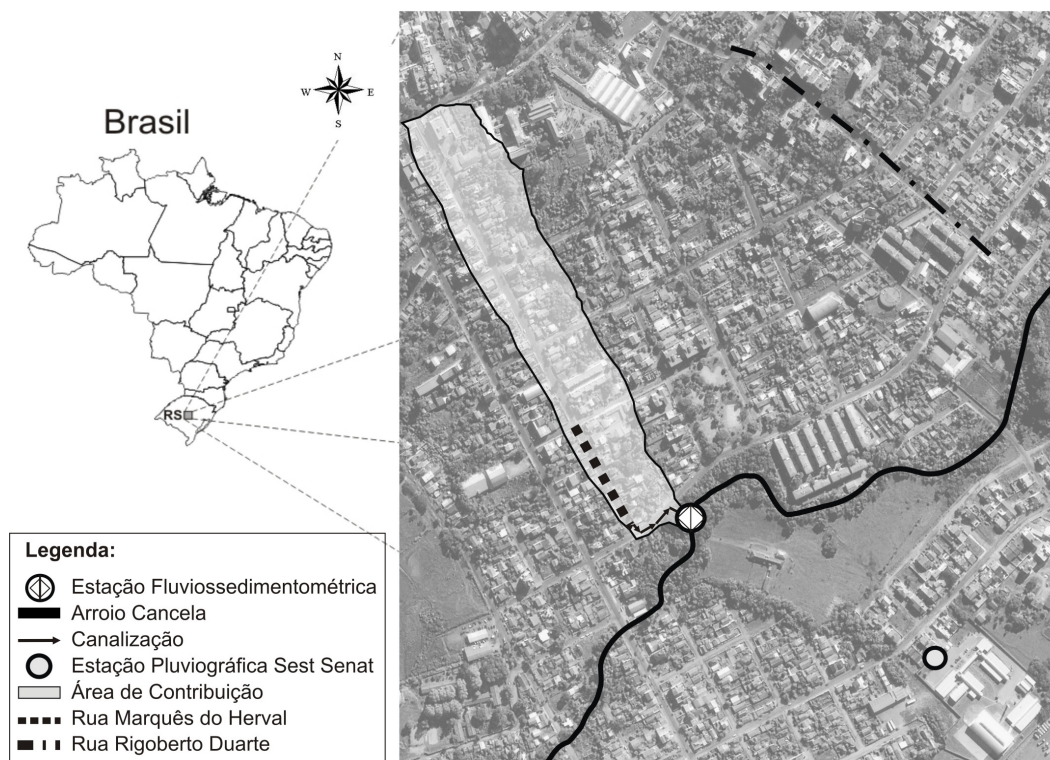 N
W E
S
Brasil
RS
Legenda:
Estação Fluviossedimentométrica
Arroio Cancela
Canalização
Estação Pluviográfica Sest Senat
Área de Contribuição
Rua Marquês do Herval
Rua Rigoberto Duarte